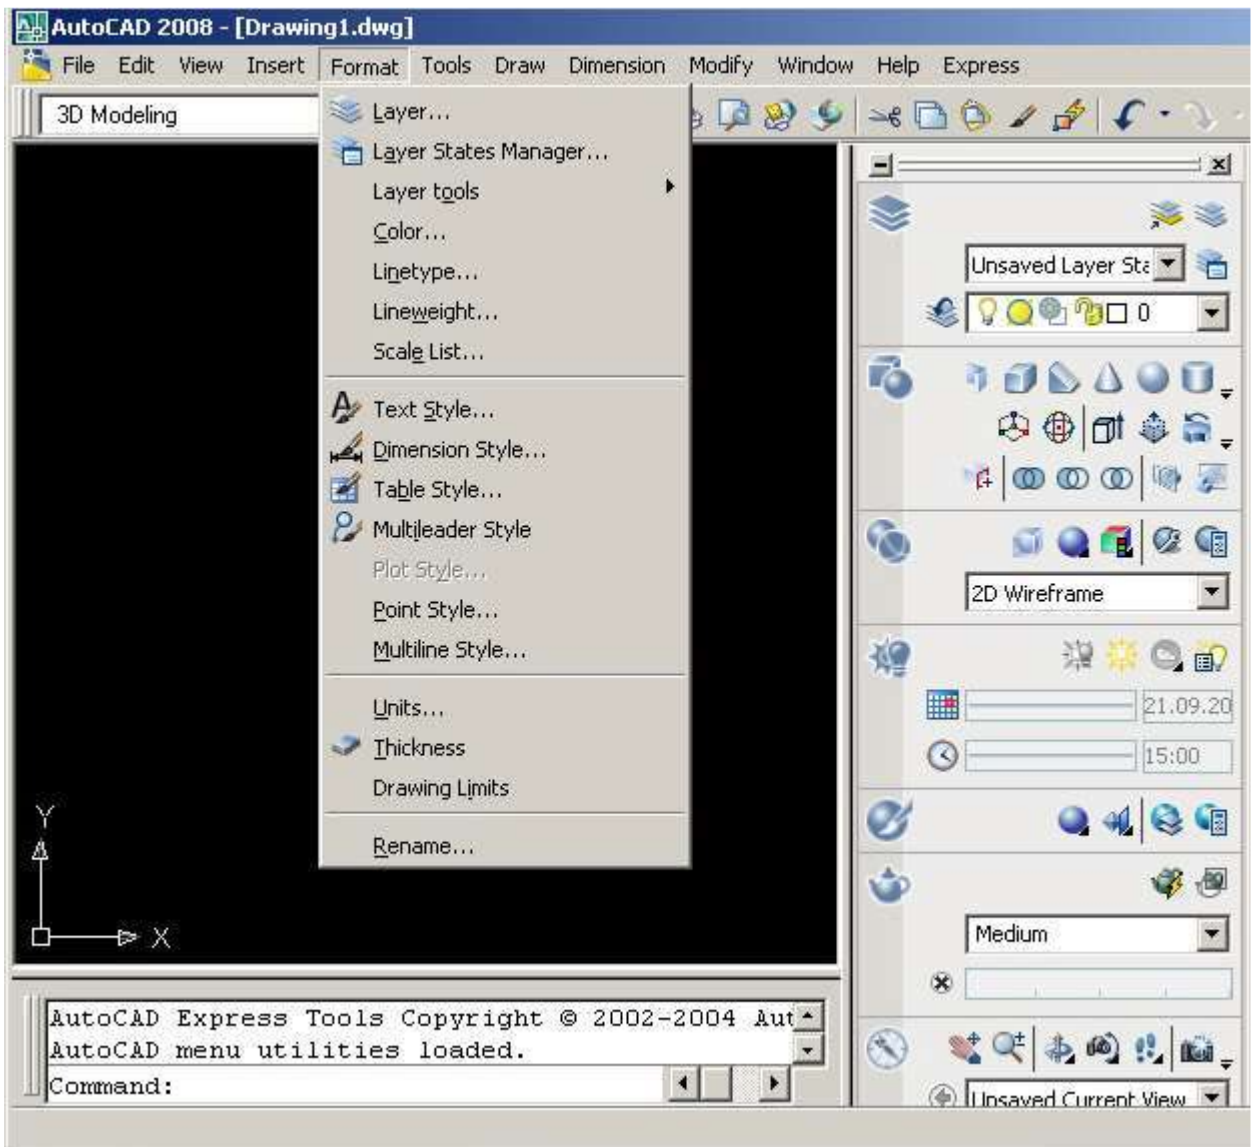 AutoCAD 2008 - [Drawing1.dwg]
File Edit View Insert Format Tools Draw Dimension Modify Window Help Express
3D Modeling
Layer...
Layer States Manager...
Layer tools
Color...
Linetype...
Lineweight...
Scale List...
Text Style...
Dimension Style...
Table Style...
Multileader Style
Plot Style...
Point Style...
Multiline Style...
Units...
Thickness
Drawing Limits
Rename...
Y
X
Unsaved Layer Sta
0
2D Wireframe
21.09.20
15:00
Medium
Unsaved Current View
AutoCAD Express Tools Copyright © 2002-2004 Aut
AutoCAD menu utilities loaded.
Command: